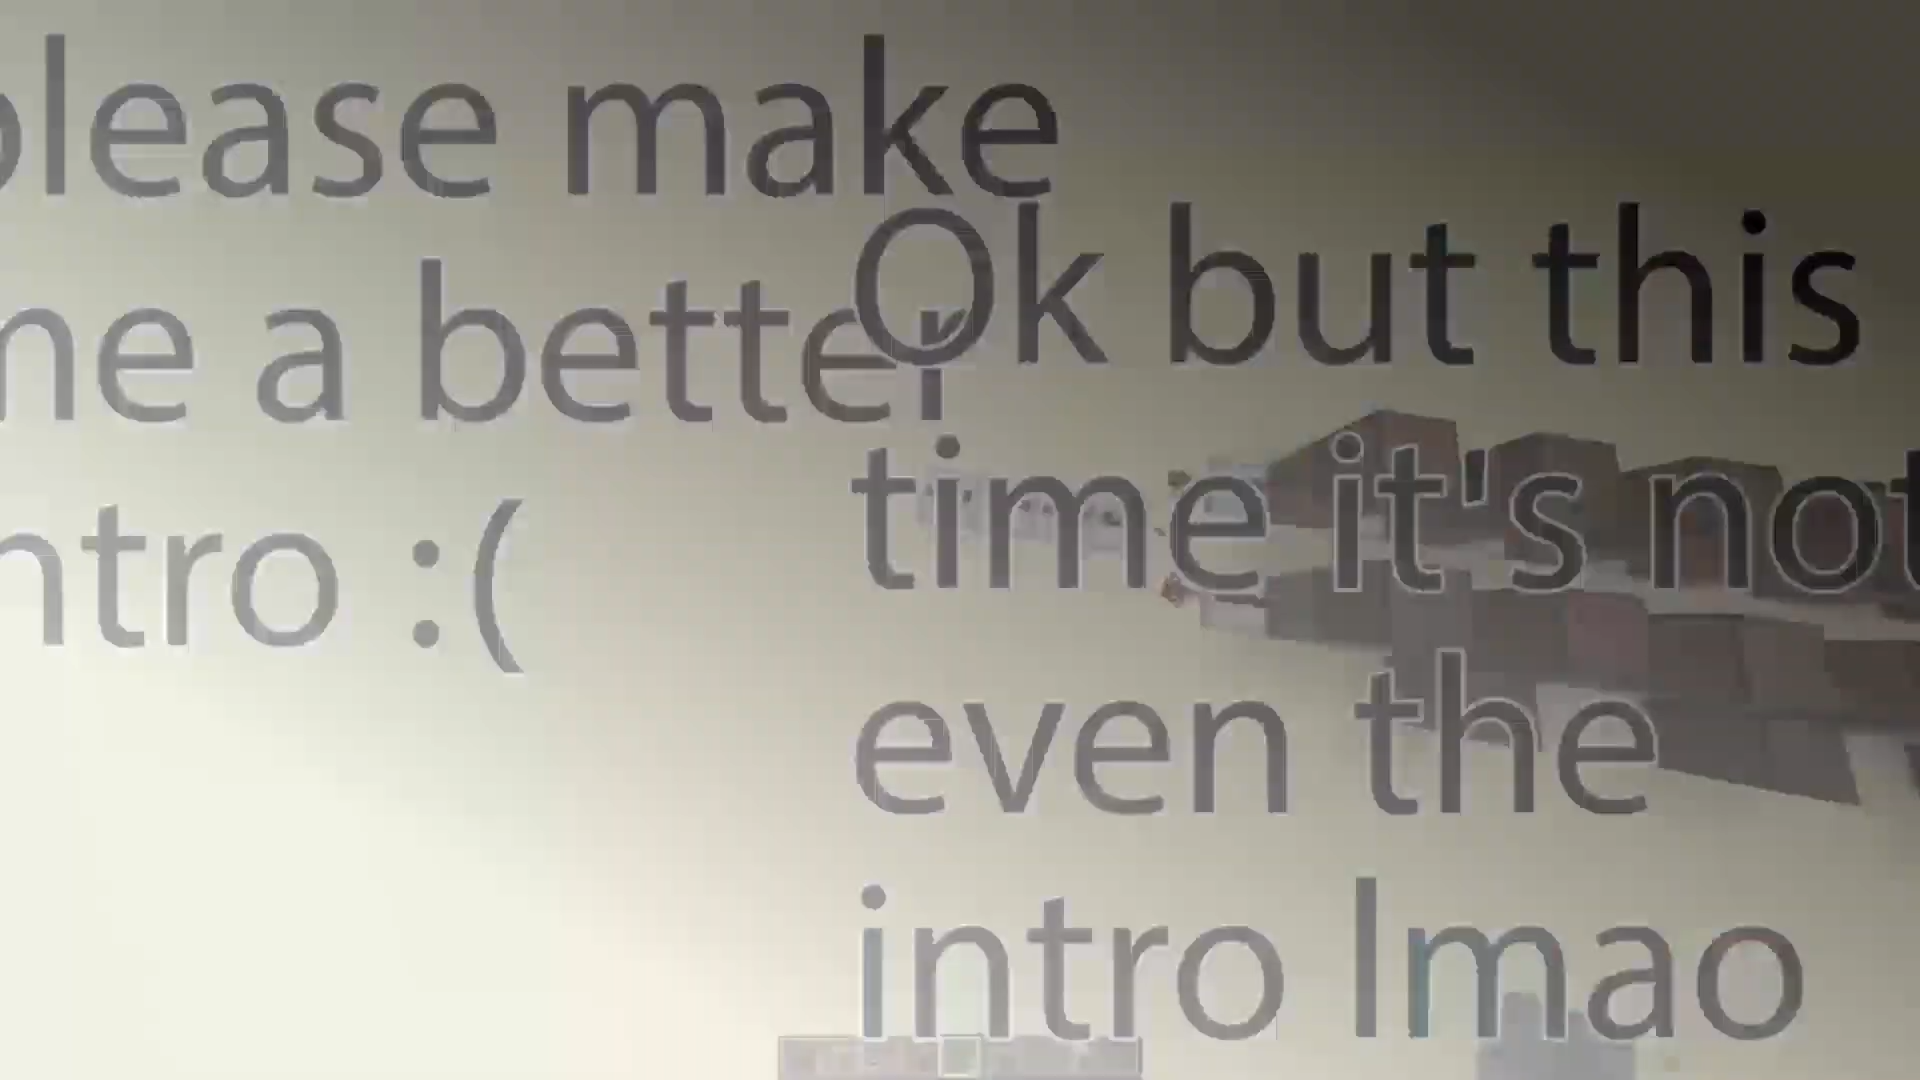 please make
me a better
intro :(
Ok but this
time it's not
even the
intro lmao